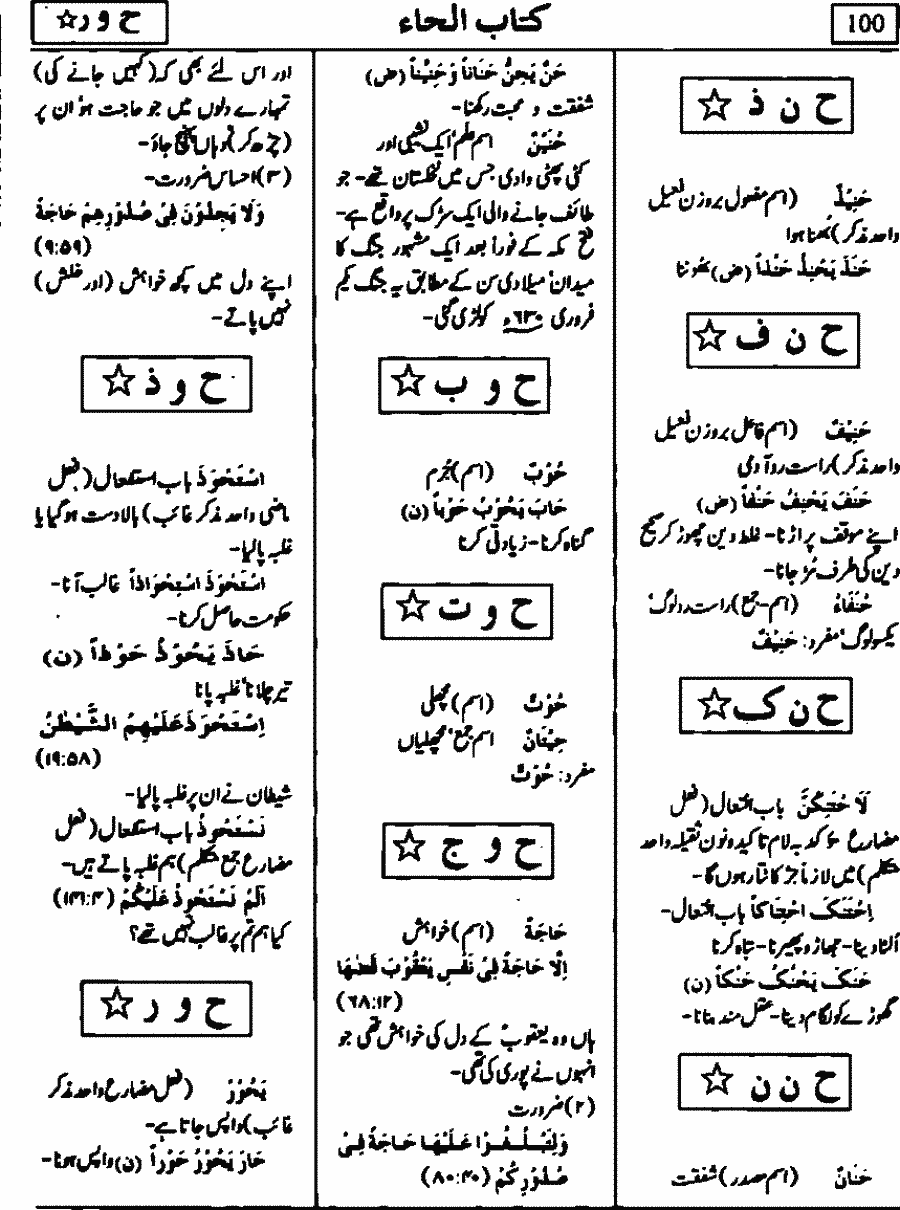 100
كتاب الحاء
ح و ر☆
ح ن ذ ☆
حَنِيْذٌ (اسم مفعول بروزن فعیل
واحد مذکر) بھنا ہوا
حَنَذَ يَحْنِذُ حَنْذاً (ض) بھوننا
ح ن ف ☆
حَنِيْفٌ (اسم فاعل بروزن فعیل
واحد مذکر) راست رو آدمی
حَنَفَ يَحْنِفُ حَنْفاً (ض)
اپنے موقف پر اڑنا۔ غلط دین چھوڑ کر صحیح
دین کی طرف مڑ جانا۔
حُنَفَاءُ (اسم۔جمع) راست رو لوگ'
یکسو لوگ' مفرد: حَنِيْفٌ
ح ن ک ☆
لَا حْتَنِكَنَّ باب افتعال (فعل
مضارع مؤکد بہ لام تاکید ونون ثقیلہ واحد
متکلم) میں لازماً جڑ کاٹتا رہوں گا۔
اِحْتَنَكَ احْتِنَاكاً باب افتعال۔
اُلٹا دینا۔ جھاڑو پھیرنا۔ تباہ کرنا
حَنَكَ يَحْنُكُ حَنْكاً (ن)
گھوڑے کو لگام دینا۔ عقل مند بنانا۔
ح ن ن ☆
حَنَانٌ (اسم مصدر) شفقت
حَنَّ يَحِنُّ حَنَاناً وَحَنِيْناً (ض)
شفقت و محبت رکھنا۔
حُنَيْنٌ اسم علم' ایک نشیبی اور
کٹی پھٹی وادی جس میں نخلستان تھے۔ جو
طائف جانے والی ایک سڑک پر واقع ہے۔
فتح مکہ کے فوراً بعد ایک مشہور جنگ کا
میدان' میلادی سن کے مطابق یہ جنگ یکم
فروری ۶۳۰ء کو لڑی گئی۔
ح و ب ☆
حُوْبٌ (اسم) جُرم
حَابَ يَحُوْبُ حَوْباً (ن)
گناہ کرنا۔ زیادتی کرنا
ح و ت ☆
حُوْتٌ (اسم) مچھلی
حِيْتَانٌ اسم جمع' مچھلیاں
مفرد: حُوْتٌ
ح و ج ☆
حَاجَةً (اسم) خواہش
اِلَّا حَاجَةً فِيْ نَفْسِ يَعْقُوْبَ قَضٰهَا
(۶۸:۱۲)
ہاں وہ یعقوب کے دل کی خواہش تھی جو
انہوں نے پوری کی تھی۔
(۲) ضرورت
وَلِتَبْلُغُوْا عَلَيْهَا حَاجَةً فِيْ
صُدُوْرِكُمْ (۸۰:۴۰)
اور اس لئے بھی کہ (کہیں جانے کی)
تمہارے دلوں میں جو حاجت ہو' ان پر
(چڑھ کر) وہاں پہنچ جاؤ۔
(۳) احساس ضرورت۔
وَلَا يَجِدُوْنَ فِيْ صُدُوْرِهِمْ حَاجَةً
(۹:۵۹)
اپنے دل میں کچھ خواہش (اور خلش)
نہیں پاتے۔
ح و ذ ☆
اسْتَحْوَذَ باب استفعال (فعل
ماضی واحد مذکر غائب) بالا دست ہو گیا یا
غلبہ پا لیا۔
اسْتَحْوَذَ اسْتِحْوَاذاً غالب آنا۔
حکومت حاصل کرنا۔
حَاذَ يَحُوْذُ حَوْذاً (ن)
تیر چلانا' غلبہ پانا
اِسْتَحْوَذَ عَلَيْهِمُ الشَّيْطٰنُ
(۱۹:۵۸)
شیطان نے ان پر غلبہ پا لیا۔
نَسْتَحْوِذْ باب استفعال (فعل
مضارع جمع متکلم) ہم غلبہ پاتے ہیں۔
اَلَمْ نَسْتَحْوِذْ عَلَيْكُمْ (۱۴۱:۴)
کیا ہم تم پر غالب نہیں تھے؟
ح و ر ☆
يَحُوْرَ (فعل مضارع واحد مذکر
غائب) واپس جاتا ہے۔
حَارَ يَحُوْرُ حَوْراً (ن) واپس ہونا۔